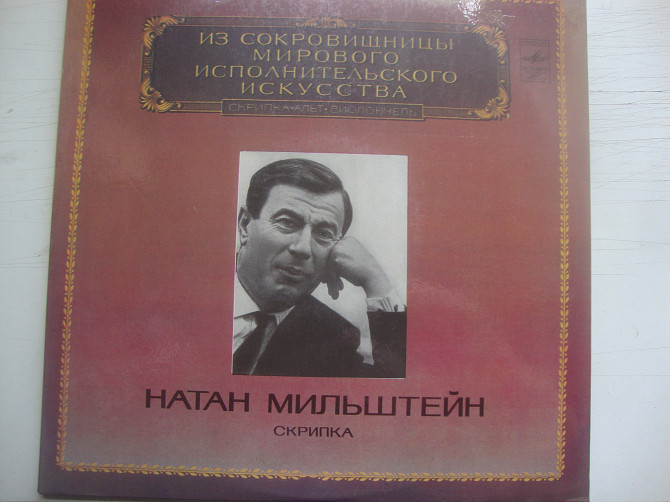 ИЗ СОКРОВИЩНИЦЫ
МИРОВОГО
ИСПОЛНИТЕЛЬСКОГО
ИСКУССТВА
СКРИПКА•АЛЬТ•ВИОЛОНЧЕЛЬ
НАТАН МИЛЬШТЕЙН
СКРИПКА